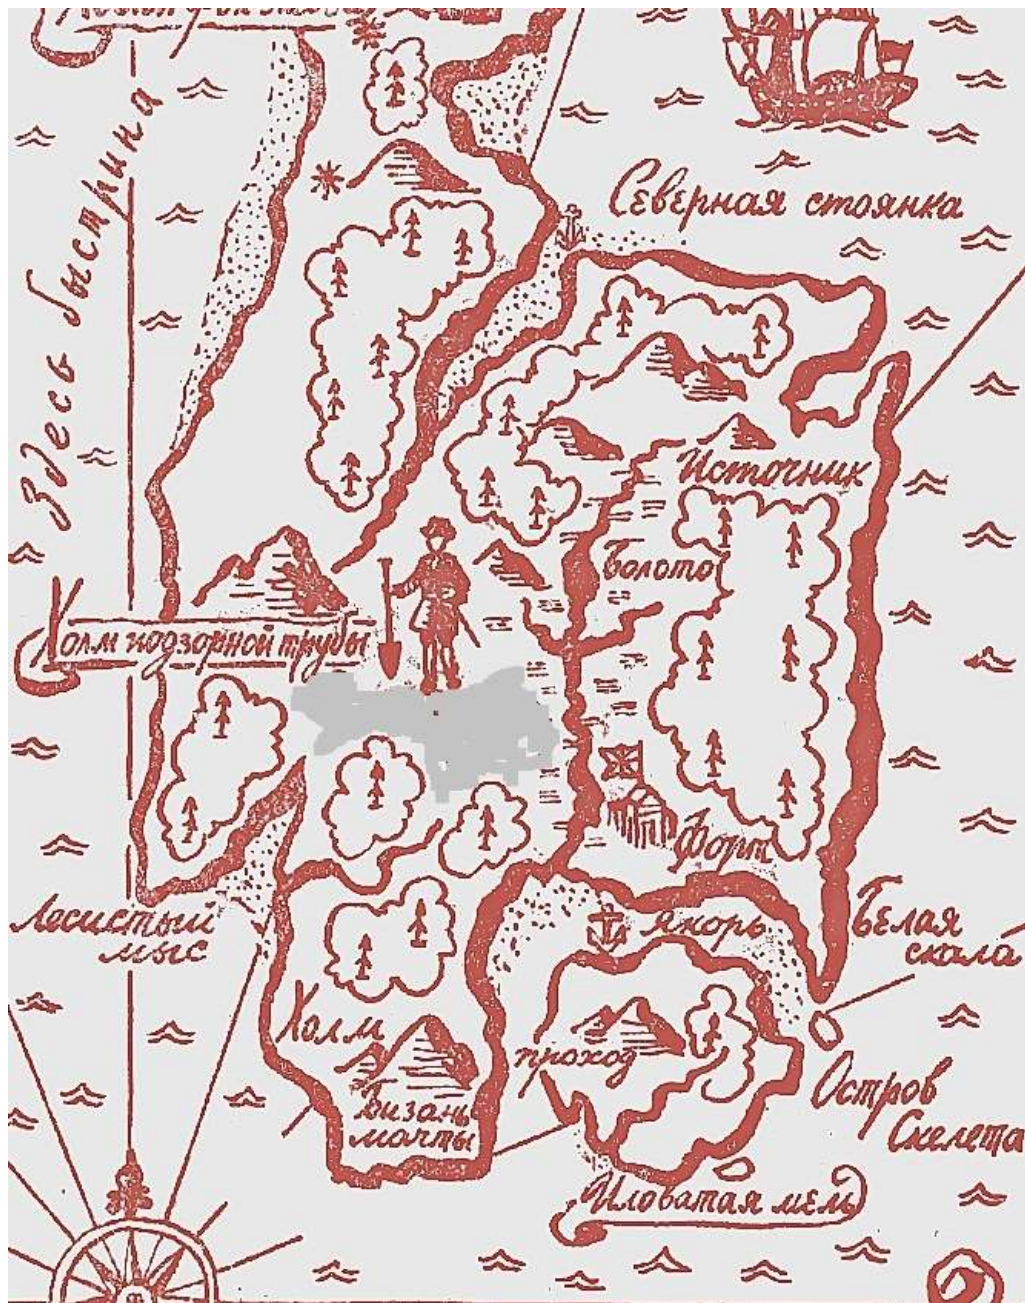 Здесь быстрина
Северная стоянка
Источник
Болото
Холм подзорной трубы
Форт
Якорь
Лесистый
мыс
Белая
скала
Холм
Бизань
мачты
проход
Остров
Скелета
Иловатая мель